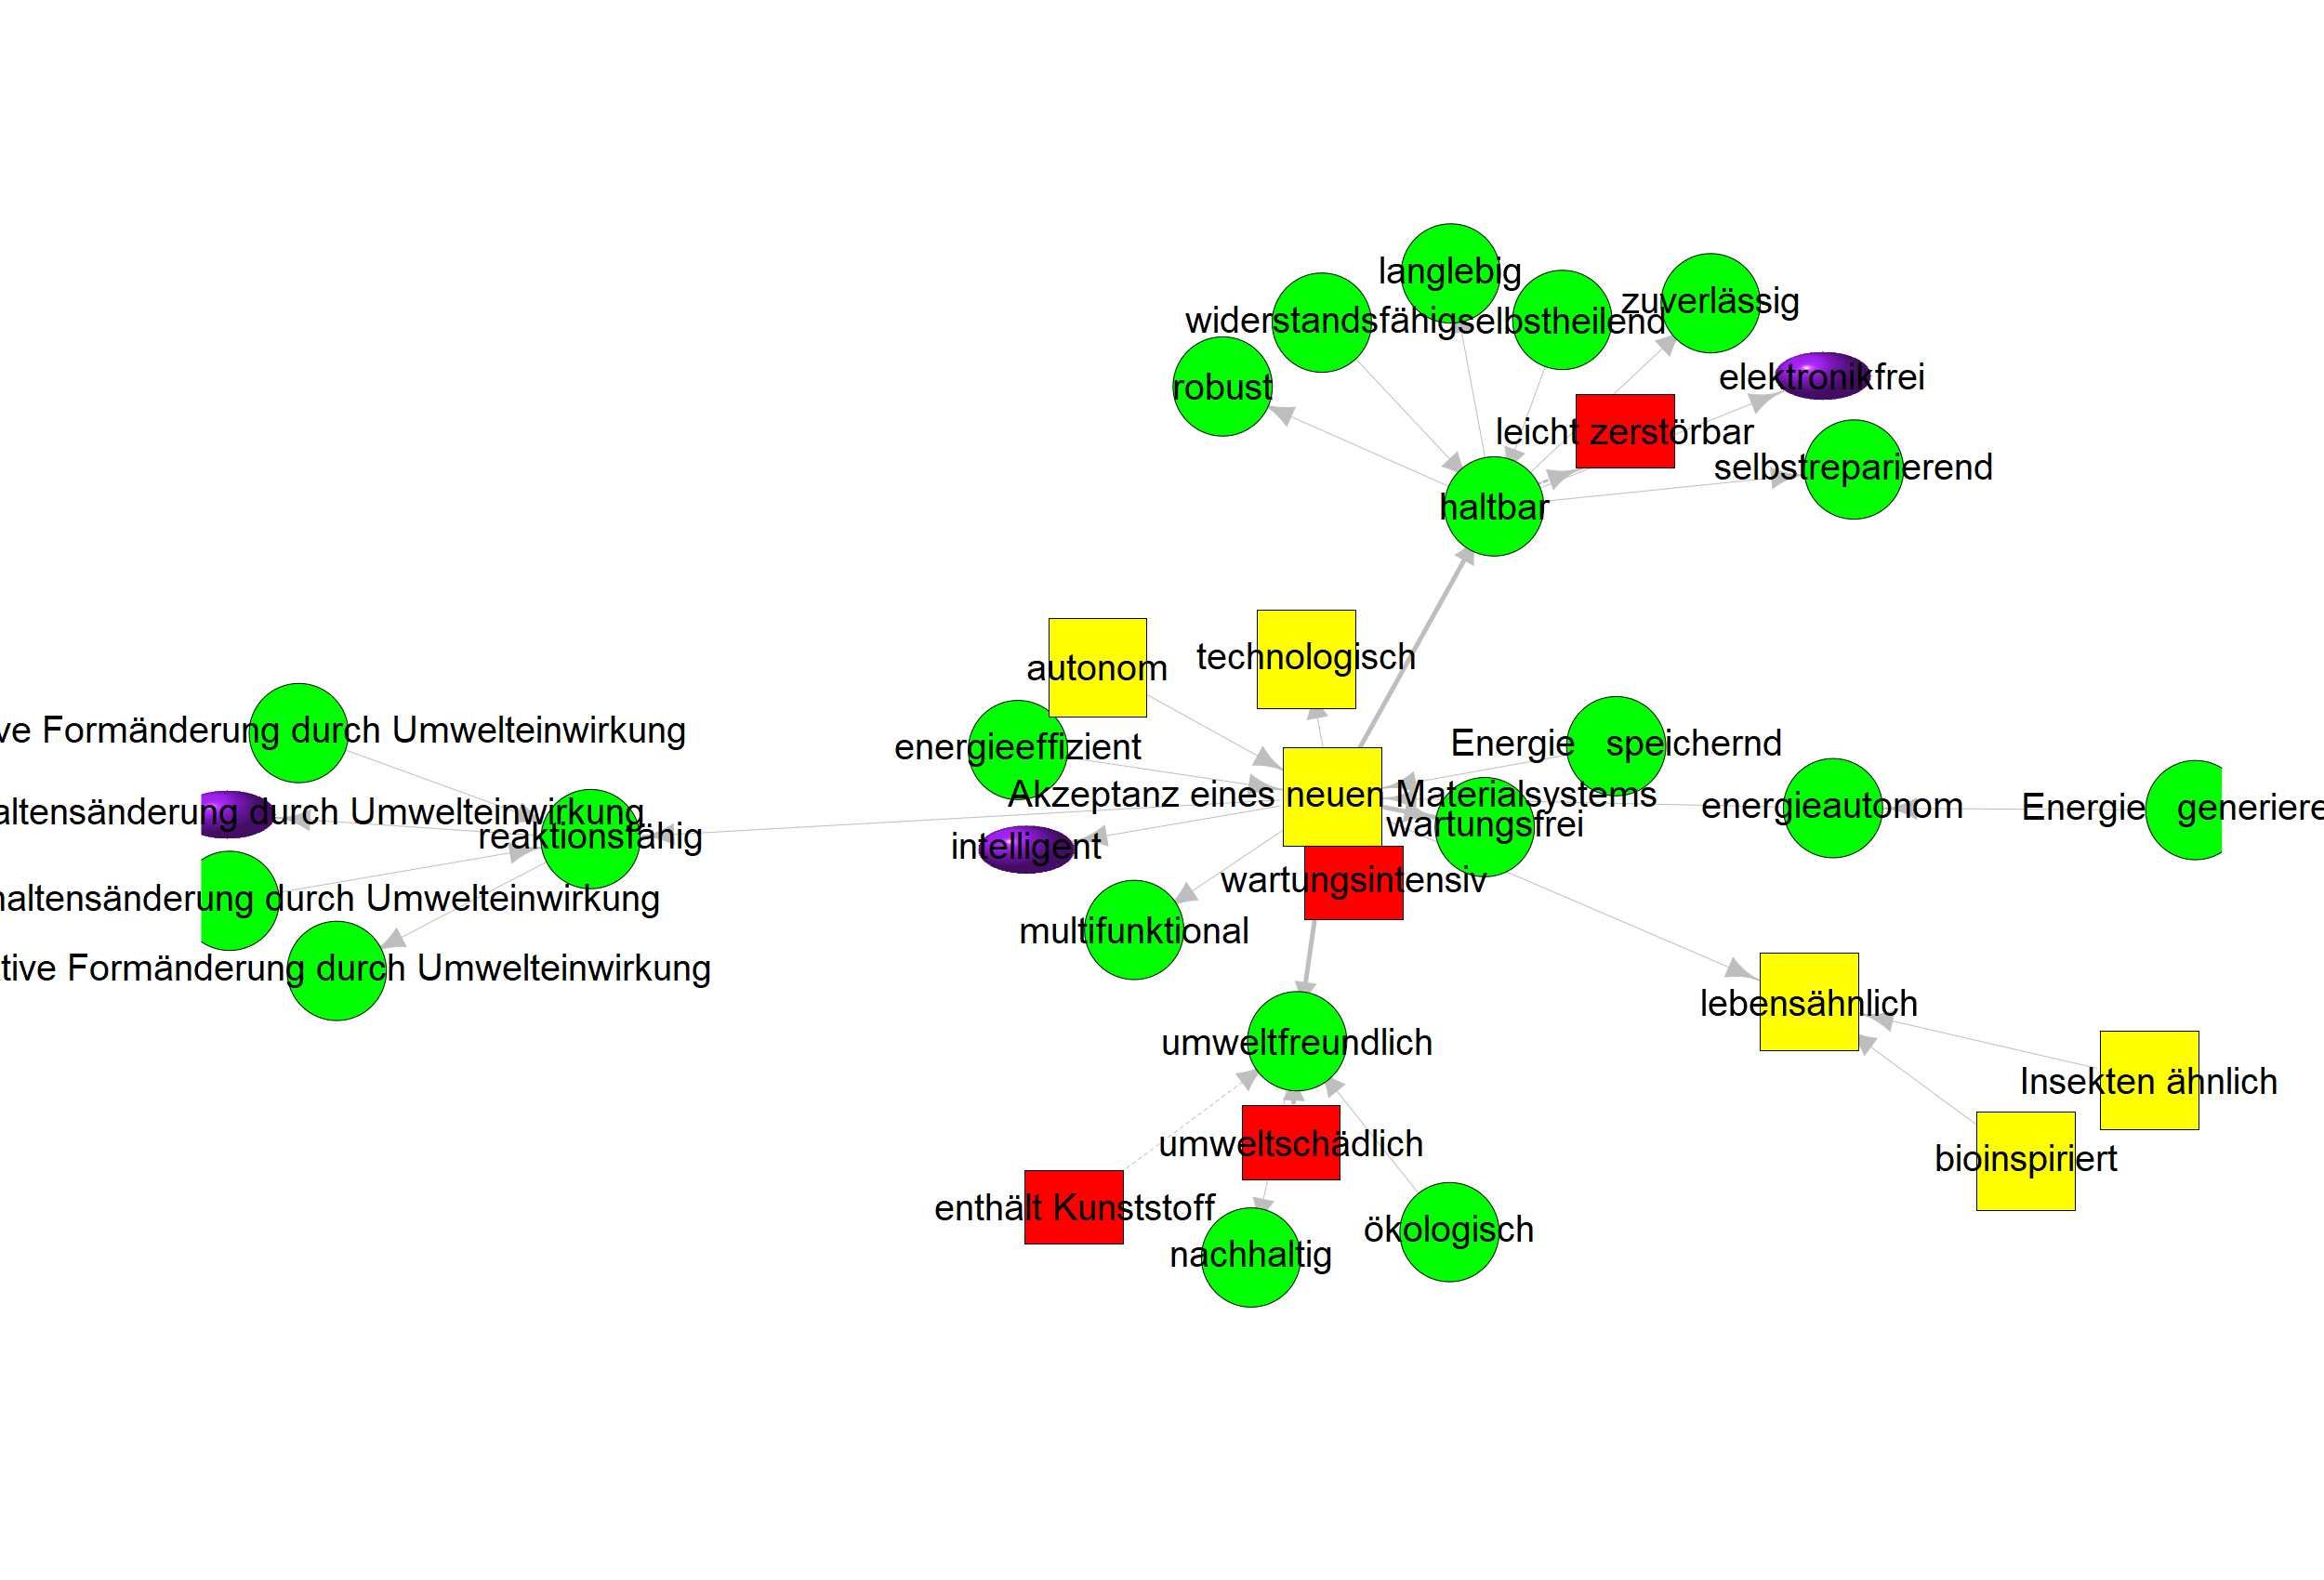 langlebig
zuverlässig
widerstandsfähig
selbstheilend
elektronikfrei
robust
leicht zerstörbar
selbstreparierend
haltbar
autonom
technologisch
ve Formänderung durch Umwelteinwirkung
energieeffizient
Energie speichernd
Akzeptanz eines neuen Materialsystems
energieautonom
Energie generiere
altensänderung durch Umwelteinwirkung
reaktionsfähig
intelligent
wartungsfrei
wartungsintensiv
haltensänderung durch Umwelteinwirkung
multifunktional
tive Formänderung durch Umwelteinwirkung
lebensähnlich
umweltfreundlich
Insekten ähnlich
umweltschädlich
bioinspiriert
enthält Kunststoff
ökologisch
nachhaltig